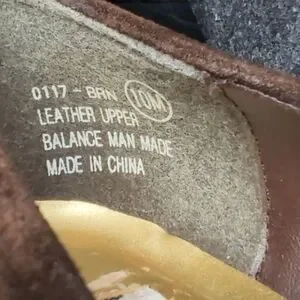 0117 - BRN 10M
LEATHER UPPER
BALANCE MAN MADE
MADE IN CHINA